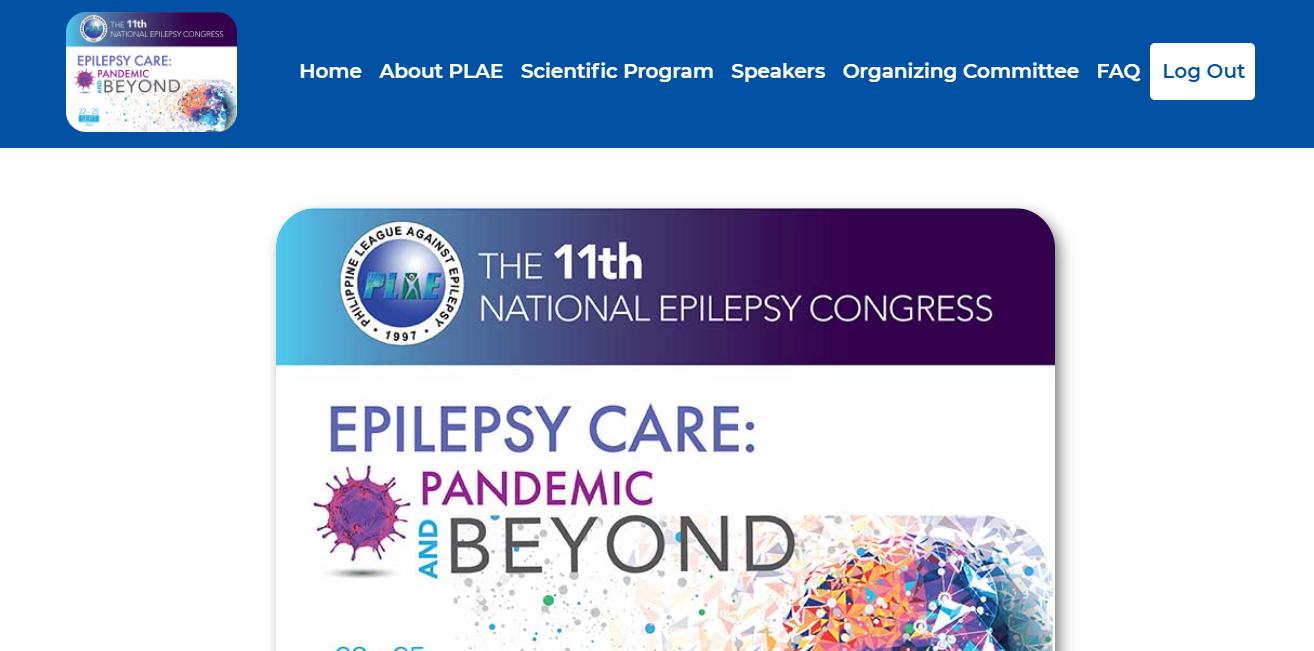 THE 11th
NATIONAL EPILEPSY CONGRESS
EPILEPSY CARE:
PANDEMIC
AND BEYOND
22 - 25
SEPT
Home About PLAE Scientific Program Speakers Organizing Committee FAQ Log Out
PHILIPPINE LEAGUE AGAINST EPILEPSY
PLAE
• 1997 •
THE 11th
NATIONAL EPILEPSY CONGRESS
EPILEPSY CARE:
PANDEMIC
AND BEYOND